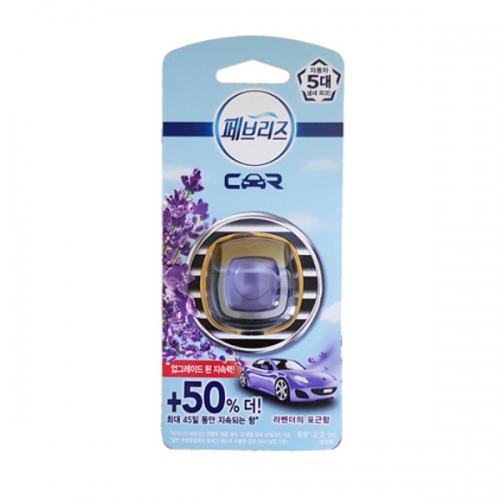 자동차
5대
냄새 퍼펙!
페브리즈
CAR
업그레이드 된 지속력!
+50% 더!
최대 45일 동안 지속되는 향*
라벤더의 포근함
용량 2.2 mL